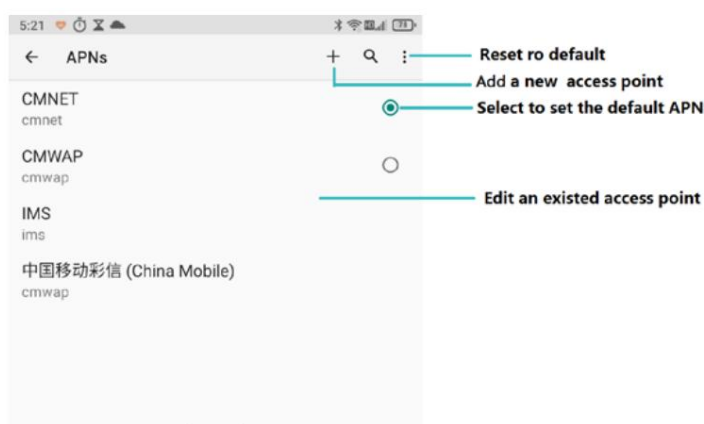 5:21
73
APNs
Reset ro default
Add a new access point
CMNET
cmnet
Select to set the default APN
CMWAP
cmwap
Edit an existed access point
IMS
ims
中国移动彩信 (China Mobile)
cmwap